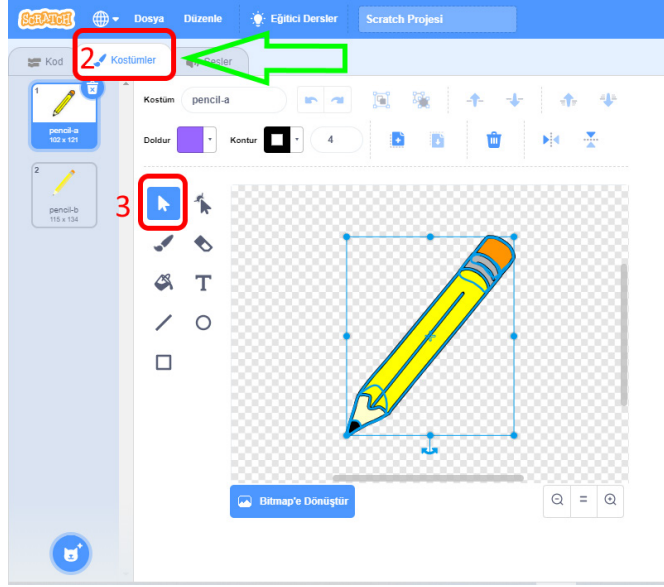 SCRATCH Dosya Düzenle Eğitici Dersler Scratch Projesi
Kod 2 Kostümler Sesler
1
pencil-a
102 x 121
2
pencil-b
115 x 134
Kostüm pencil-a
Doldur Kontur 4
3
T
Bitmap'e Dönüştür